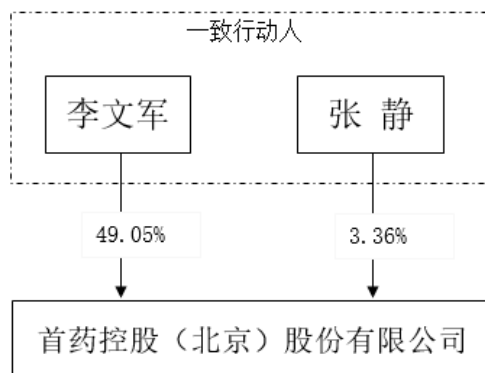 一致行动人
李文军
张 静
49.05%
3.36%
首药控股（北京）股份有限公司